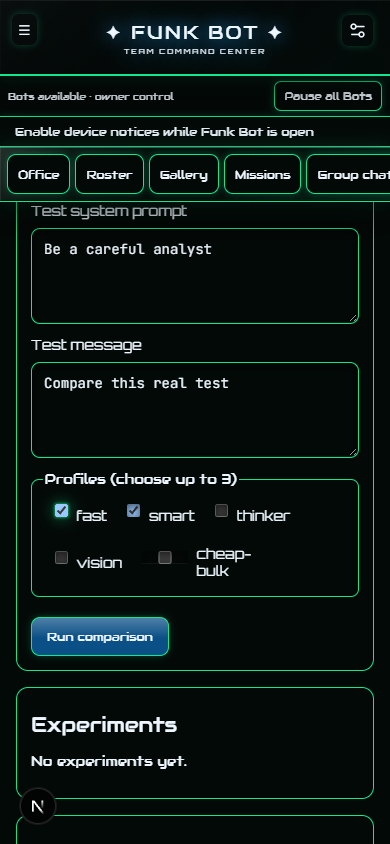 ✦ FUNK BOT ✦
TEAM COMMAND CENTER
Bots available · owner control
Pause all Bots
Enable device notices while Funk Bot is open
Office
Roster
Gallery
Missions
Group chat
Test system prompt
Be a careful analyst
Test message
Compare this real test
Profiles (choose up to 3)
fast
smart
thinker
vision
cheap-
bulk
Run comparison
Experiments
No experiments yet.
N